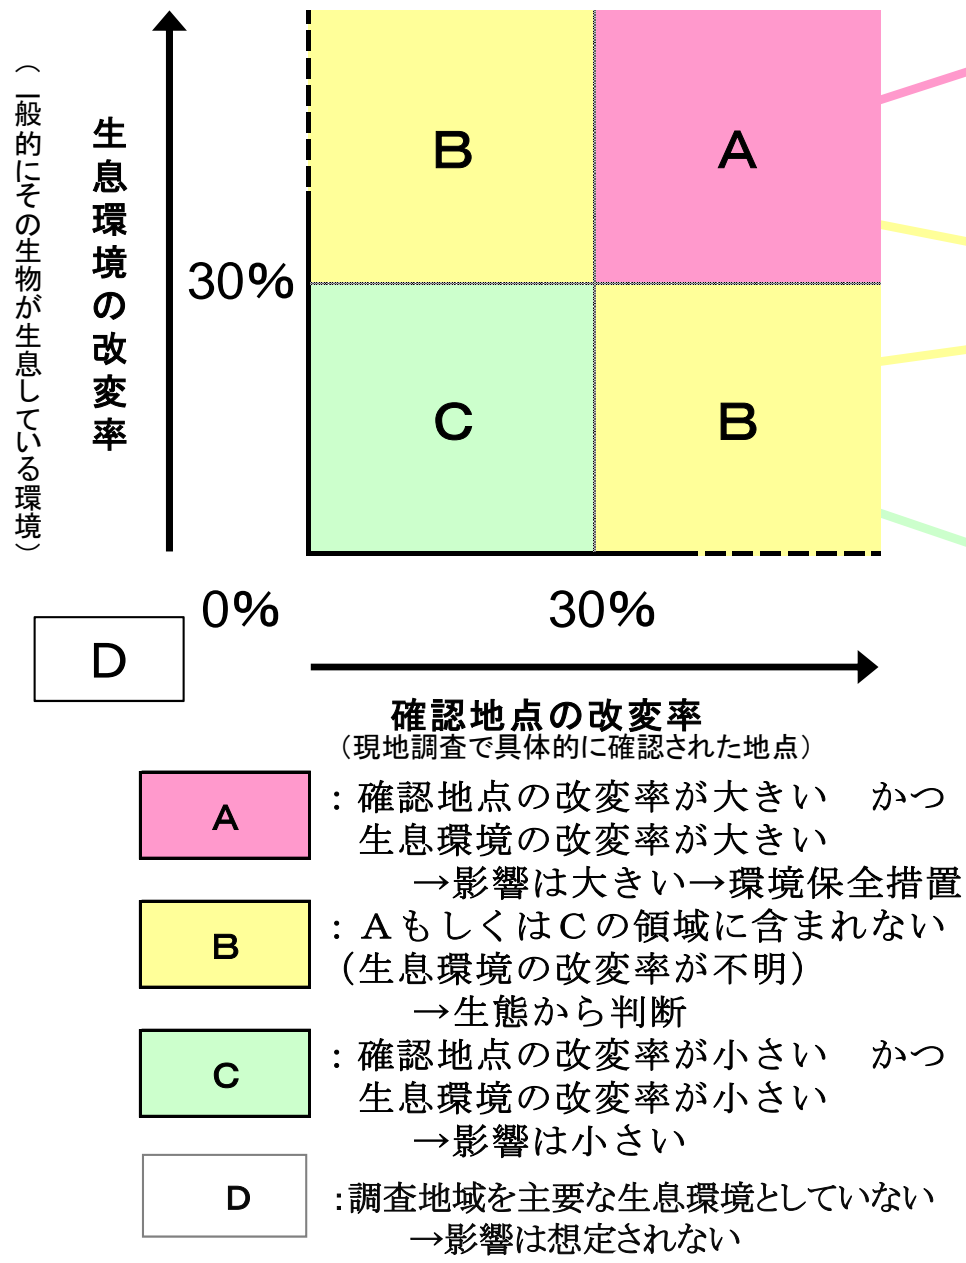 （一般的にその生物が生息している環境）
生息環境の改変率
B
A
30%
C
B
0%
30%
D
確認地点の改変率
（現地調査で具体的に確認された地点）
A
：確認地点の改変率が大きい　かつ
生息環境の改変率が大きい
→影響は大きい→環境保全措置
B
：ＡもしくはＣの領域に含まれない
（生息環境の改変率が不明）
→生態から判断
C
：確認地点の改変率が小さい　かつ
生息環境の改変率が小さい
→影響は小さい
D
：調査地域を主要な生息環境としていない
→影響は想定されない